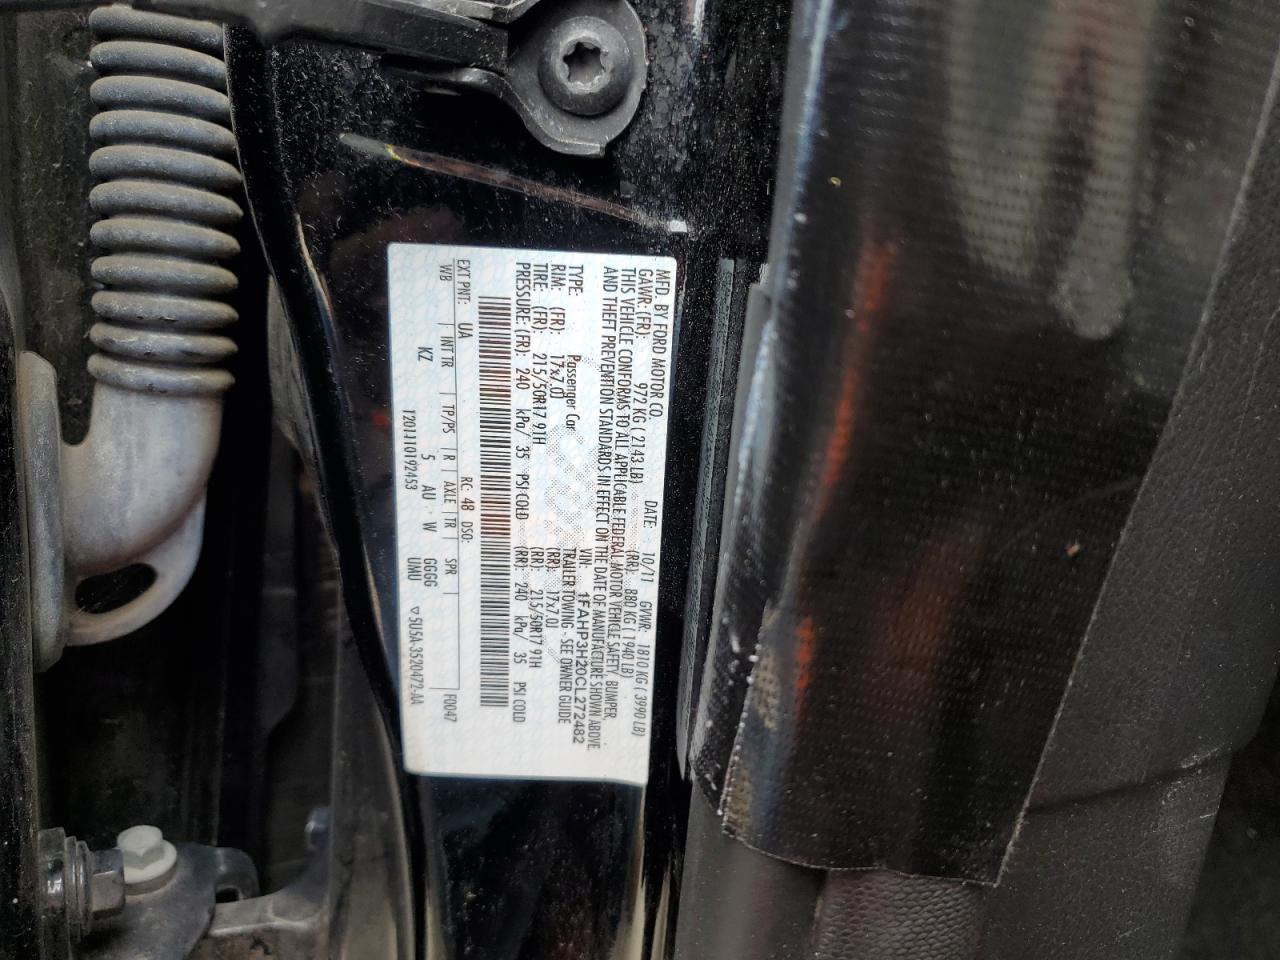 MFD. BY FORD MOTOR CO.
DATE: 10/11 GVWR: 1810 KG ( 3990 LB)
GAWR: (FR): 972 KG ( 2143 LB) (RR): 880 KG ( 1940 LB)
THIS VEHICLE CONFORMS TO ALL APPLICABLE FEDERAL MOTOR VEHICLE SAFETY, BUMPER,
AND THEFT PREVENTION STANDARDS IN EFFECT ON THE DATE OF MANUFACTURE SHOWN ABOVE.
VIN: 1FAHP3H20CL272482
TYPE: Passenger Car TRAILER TOWING - SEE OWNER GUIDE
RIM: (FR): 17x7.0J (RR): 17x7.0J
TIRE: (FR): 215/50R17 91H (RR): 215/50R17 91H
PRESSURE: (FR): 240 kPa/ 35 PSI COLD (RR): 240 kPa/ 35 PSI COLD
EXT PNT: UA RC: 48 DSO: F0047
WB INT TR TP/PS R AXLE TR SPR
KZ 5 AU W GGGG
UMU ▽5U5A-3520472-AA
1201110192453